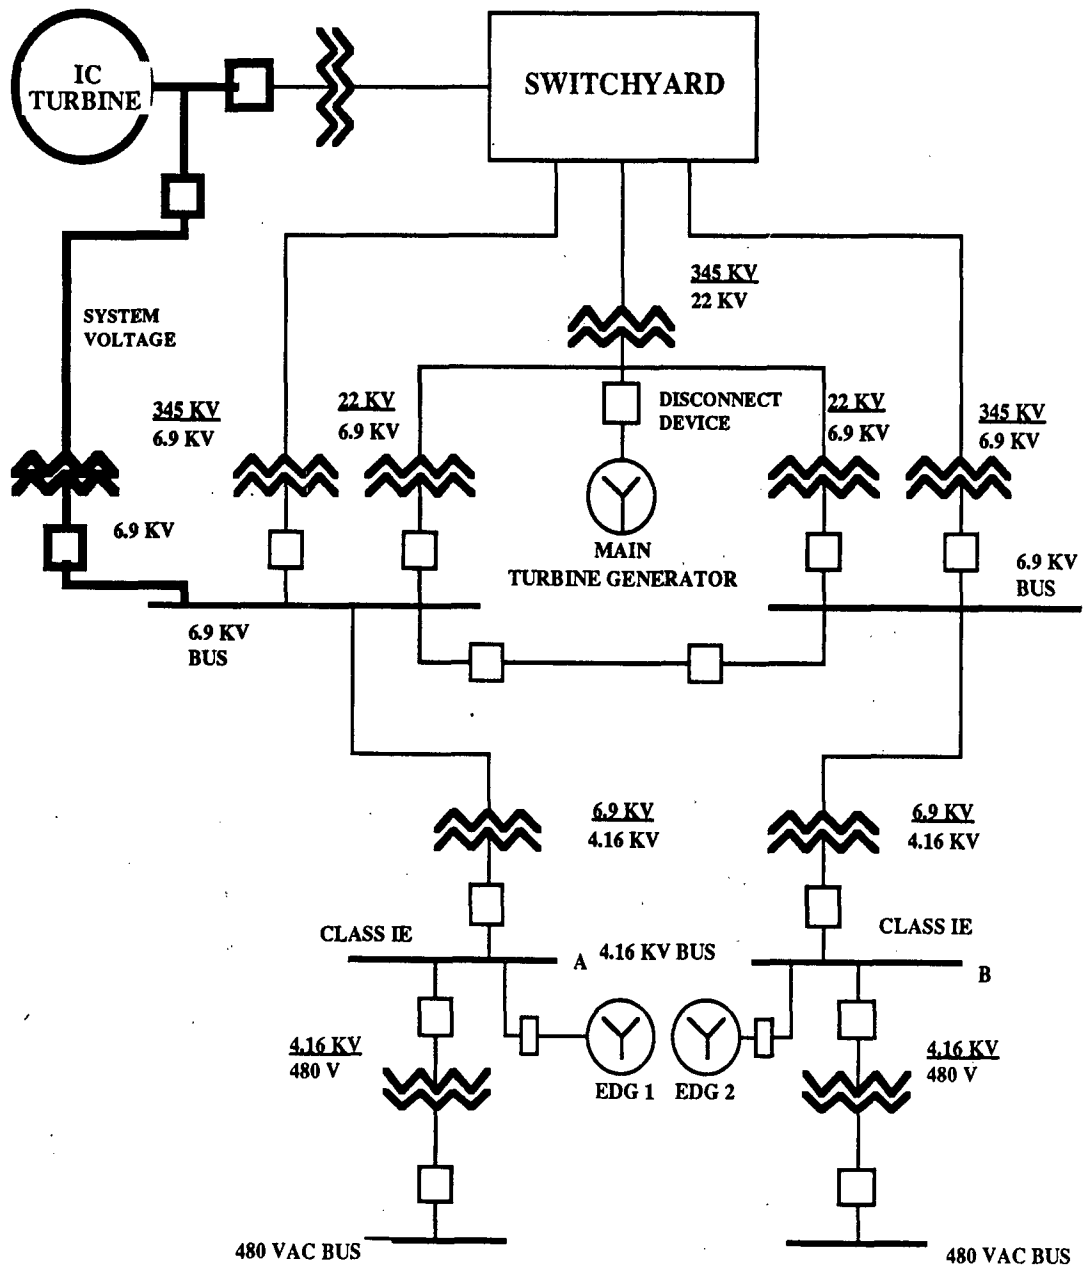 IC
TURBINE
SWITCHYARD
345 KV
22 KV
SYSTEM
VOLTAGE
345 KV
6.9 KV
22 KV
6.9 KV
DISCONNECT
DEVICE
22 KV
6.9 KV
345 KV
6.9 KV
6.9 KV
MAIN
TURBINE GENERATOR
6.9 KV
BUS
6.9 KV
BUS
6.9 KV
4.16 KV
6.9 KV
4.16 KV
CLASS IE
A
4.16 KV BUS
CLASS IE
B
4.16 KV
480 V
EDG 1
EDG 2
4.16 KV
480 V
480 VAC BUS
480 VAC BUS